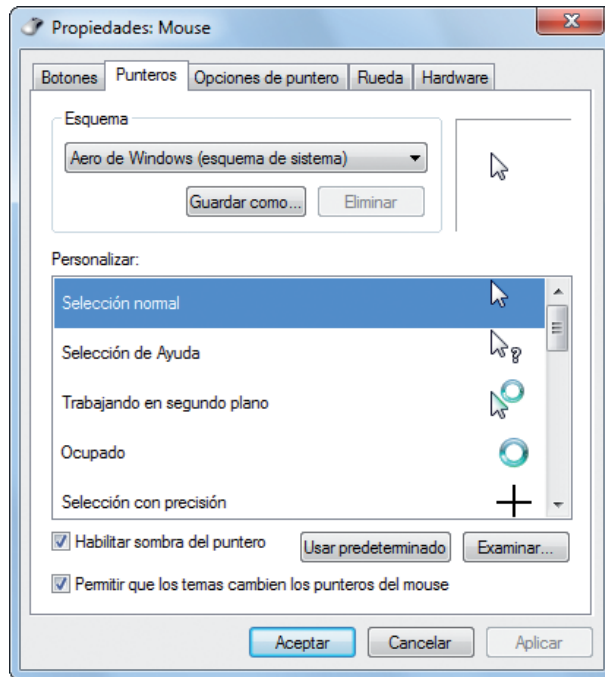 Propiedades: Mouse
Botones Punteros Opciones de puntero Rueda Hardware
Esquema
Aero de Windows (esquema de sistema)
Guardar como... Eliminar
Personalizar:
Selección normal
Selección de Ayuda
Trabajando en segundo plano
Ocupado
Selección con precisión
Habilitar sombra del puntero Usar predeterminado Examinar...
Permitir que los temas cambien los punteros del mouse
Aceptar Cancelar Aplicar